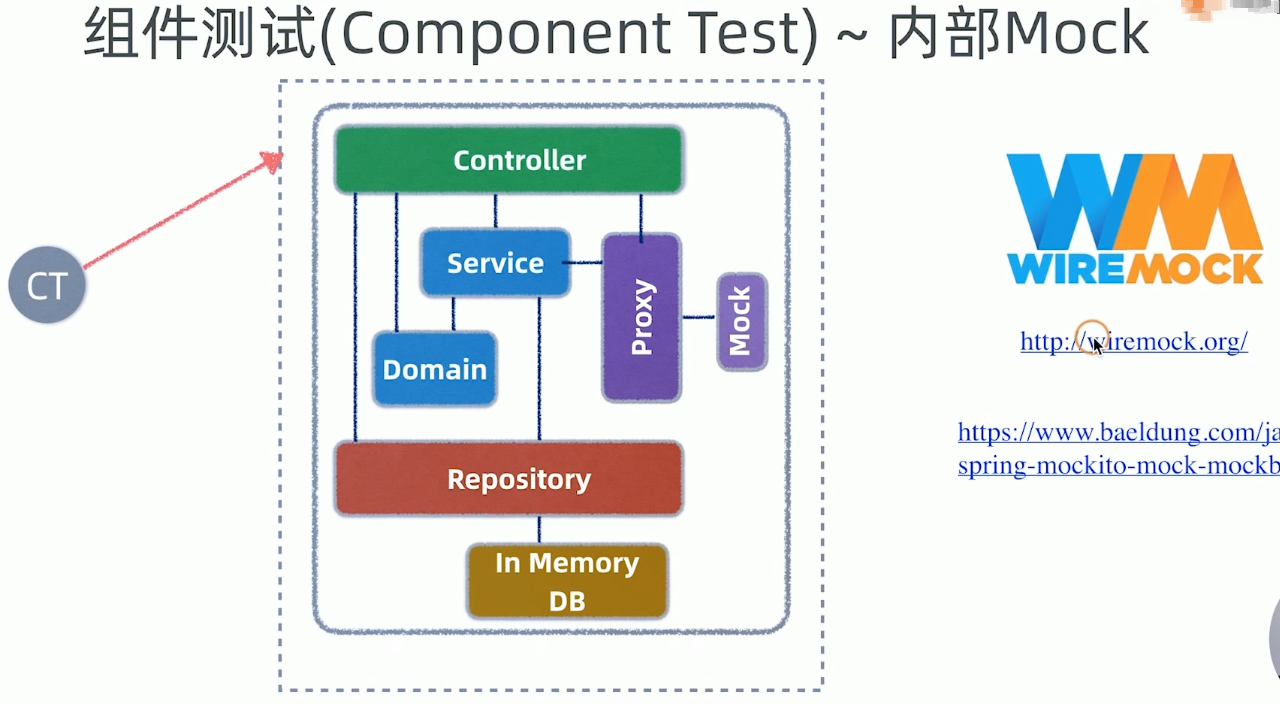 组件测试(Component Test) ~ 内部Mock
CT
Controller
Service
Proxy
Mock
Domain
Repository
In Memory
DB
WM
WIREMOCK
http://wiremock.org/
https://www.baeldung.com/ja
spring-mockito-mock-mockb